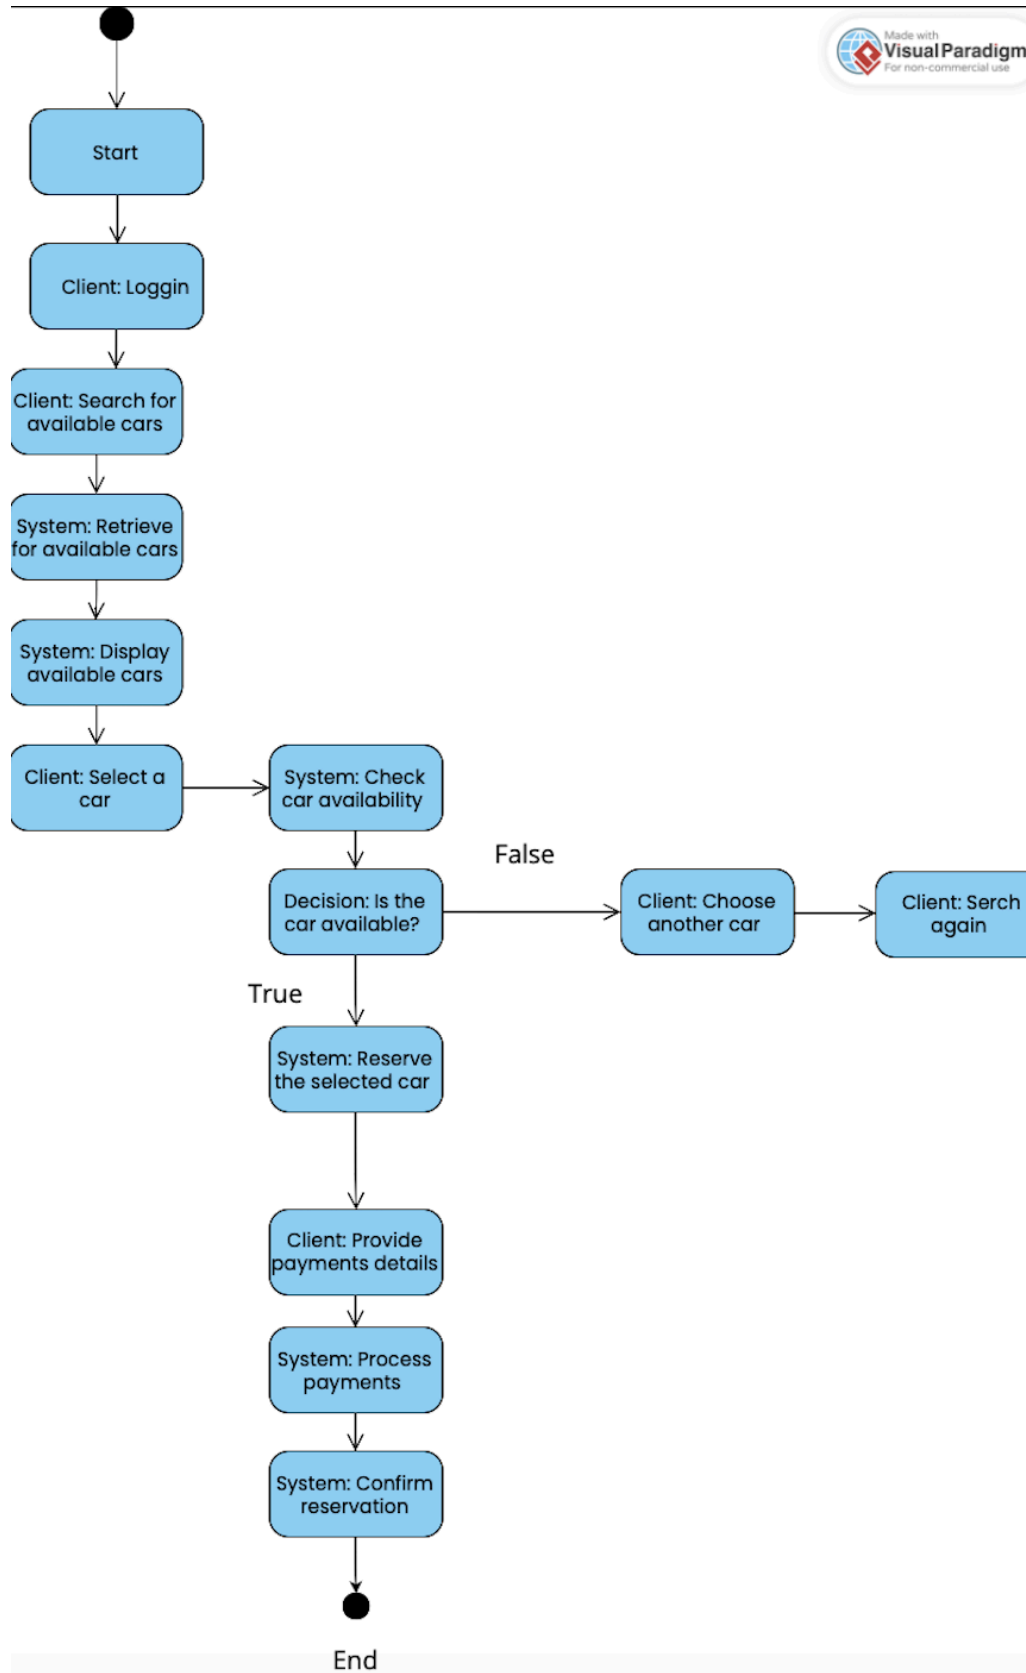 Made with
Visual Paradigm
For non-commercial use
Start
Client: Loggin
Client: Search for
available cars
System: Retrieve
for available cars
System: Display
available cars
Client: Select a
car
System: Check
car availability
False
Decision: Is the
car available?
Client: Choose
another car
Client: Serch
again
True
System: Reserve
the selected car
Client: Provide
payments details
System: Process
payments
System: Confirm
reservation
End